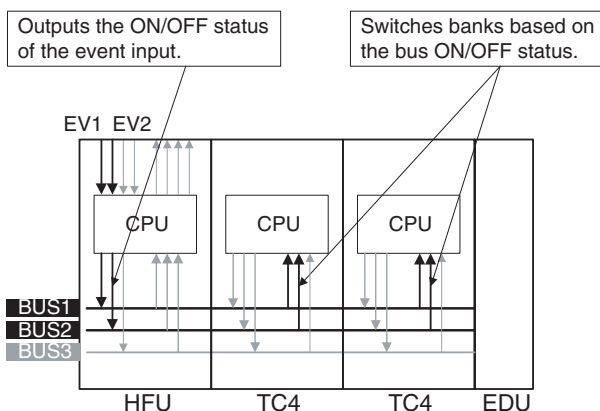 Outputs the ON/OFF status
of the event input.
Switches banks based on
the bus ON/OFF status.
EV1 EV2
CPU CPU CPU
BUS1
BUS2
BUS3
HFU TC4 TC4 EDU